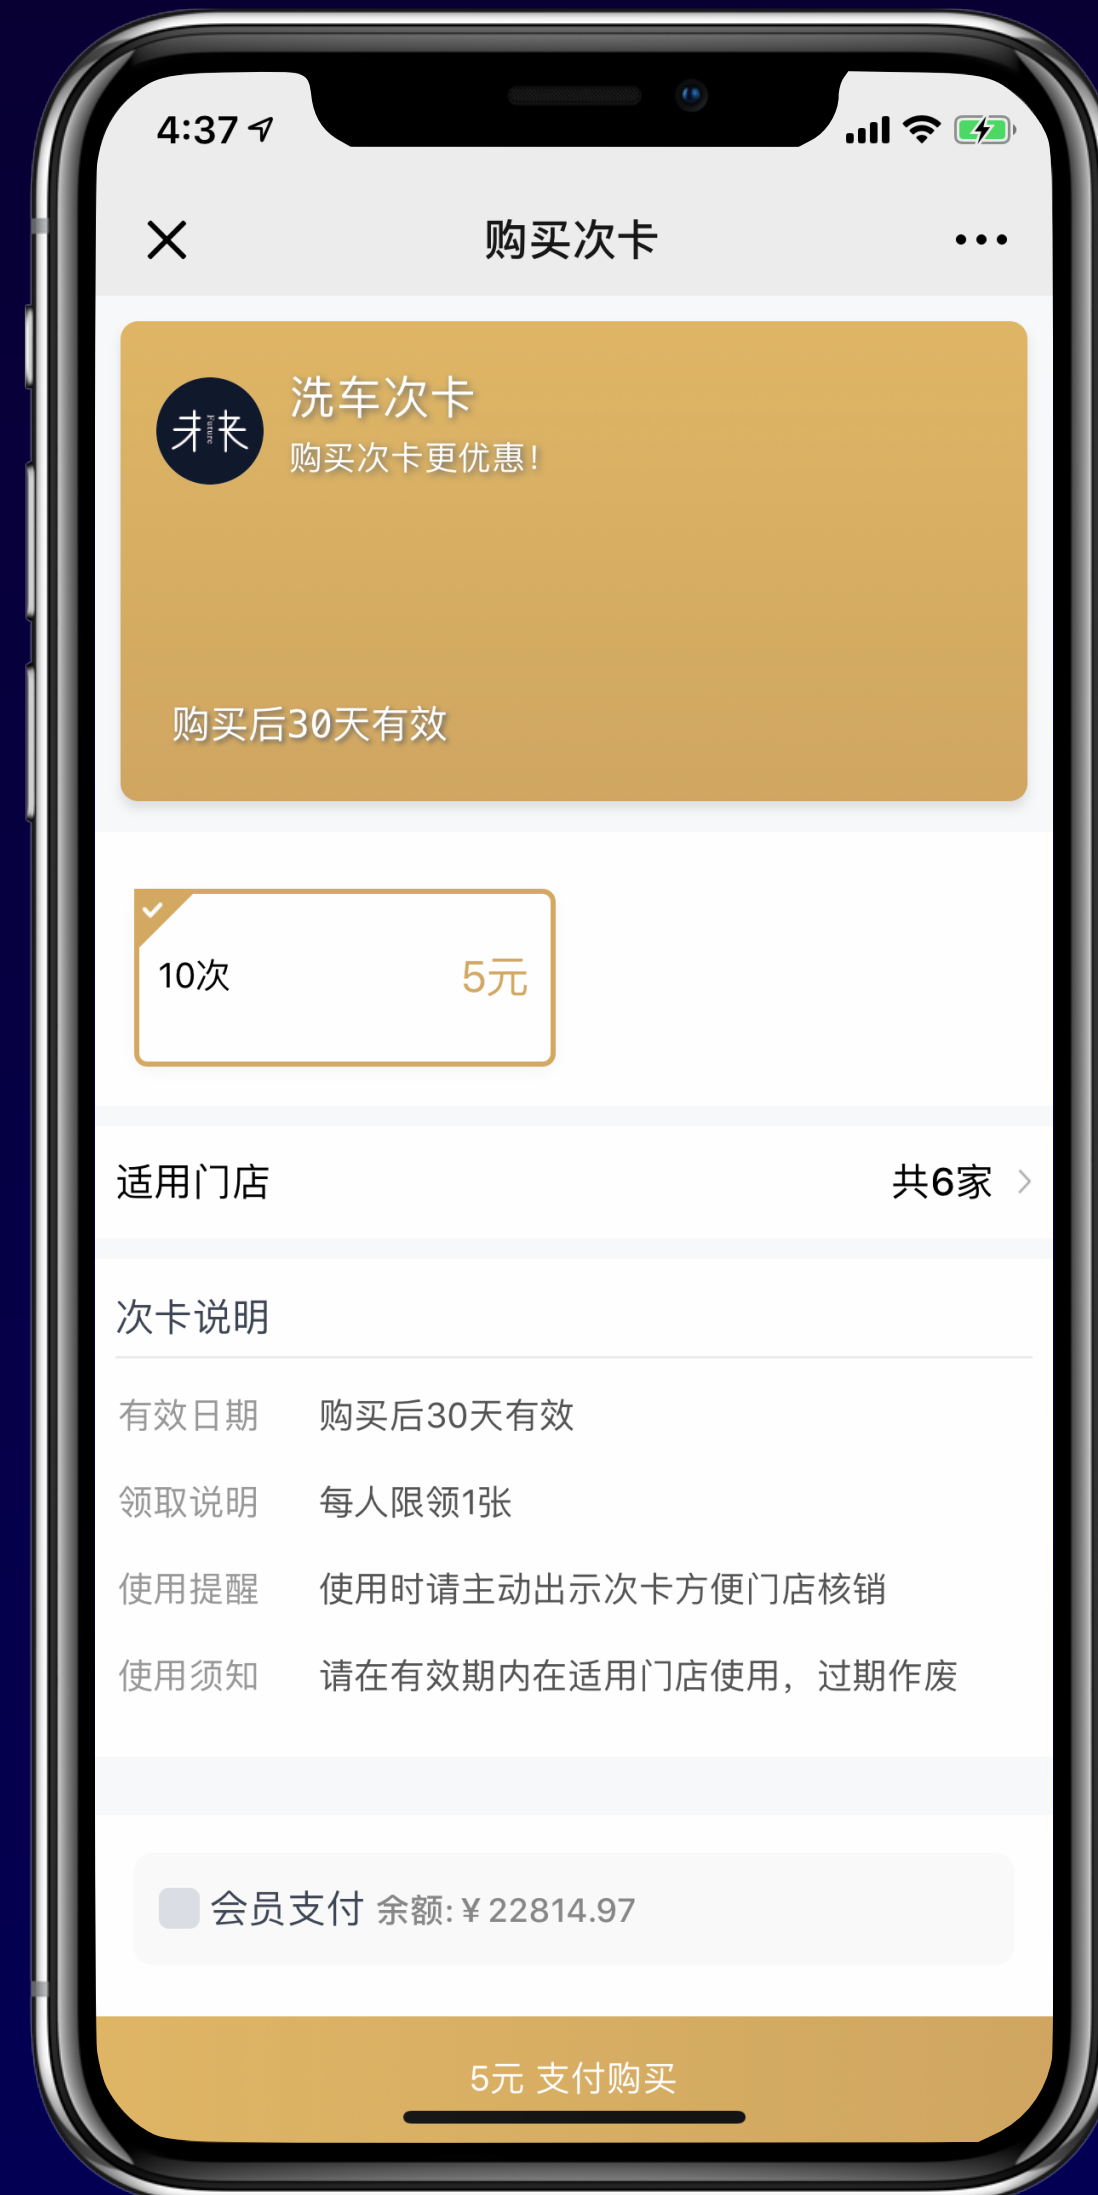 4:37
购买次卡
未来
Future
洗车次卡
购买次卡更优惠!
购买后30天有效
10次
5元
适用门店
共6家
次卡说明
有效日期 购买后30天有效
领取说明 每人限领1张
使用提醒 使用时请主动出示次卡方便门店核销
使用须知 请在有效期内在适用门店使用，过期作废
会员支付 余额:¥22814.97
5元 支付购买